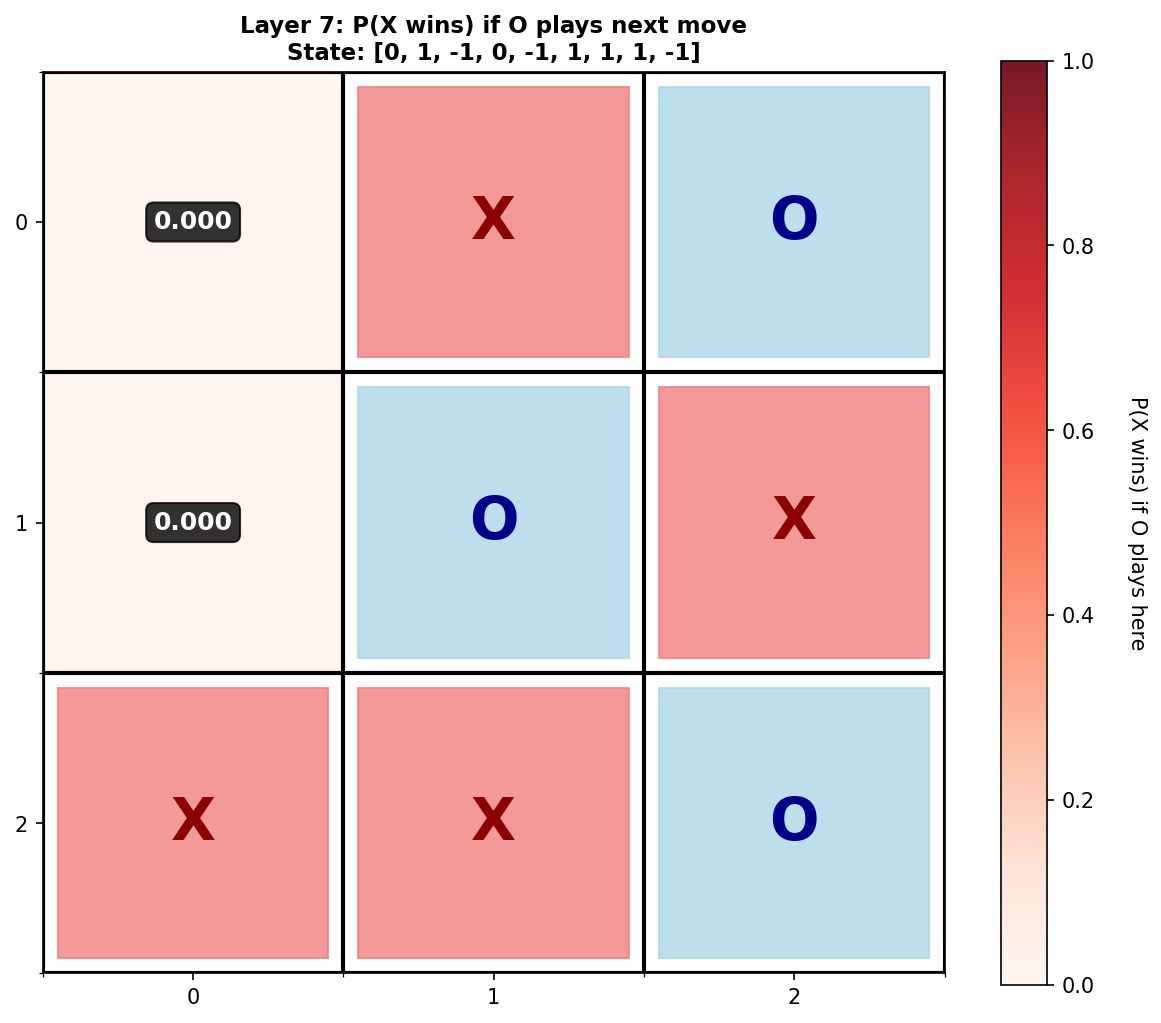 Layer 7: P(X wins) if O plays next move
State: [0, 1, -1, 0, -1, 1, 1, 1, -1]
0
0.000
X
O
1
0.000
O
X
2
X
X
O
0
1
2
1.0
0.8
0.6
0.4
0.2
0.0
P(X wins) if O plays here